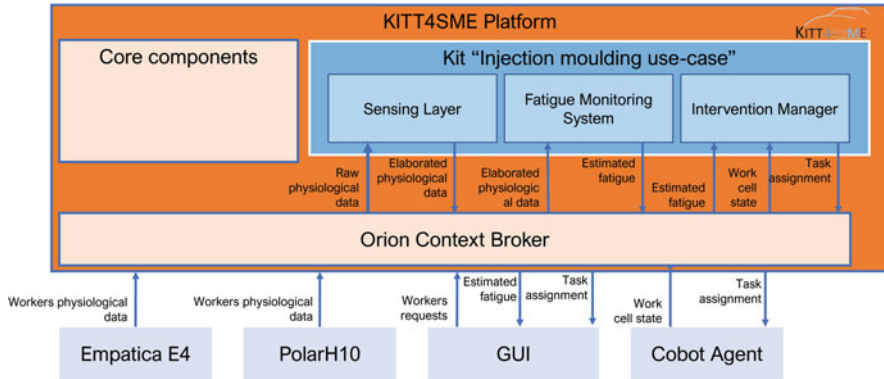 KITT4SME Platform
KITT4SME
Core components
Kit “Injection moulding use-case”
Sensing Layer
Fatigue Monitoring
System
Intervention Manager
Raw
physiological
data
Elaborated
physiological
data
Elaborated
physiologic
al data
Estimated
fatigue
Estimated
fatigue
Work
cell
state
Task
assignment
Orion Context Broker
Workers physiological
data
Workers physiological
data
Workers
requests
Estimated
fatigue
Task
assignment
Work
cell state
Task
assignment
Empatica E4
PolarH10
GUI
Cobot Agent